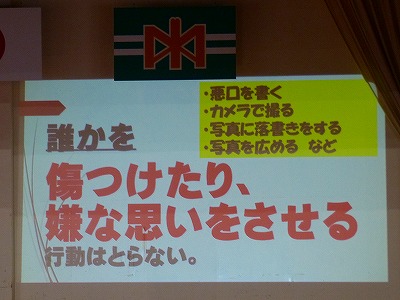 ・悪口を書く
・カメラで撮る
・写真に落書きをする
・写真を広める など
誰かを
傷つけたり、
嫌な思いをさせる
行動はとらない。